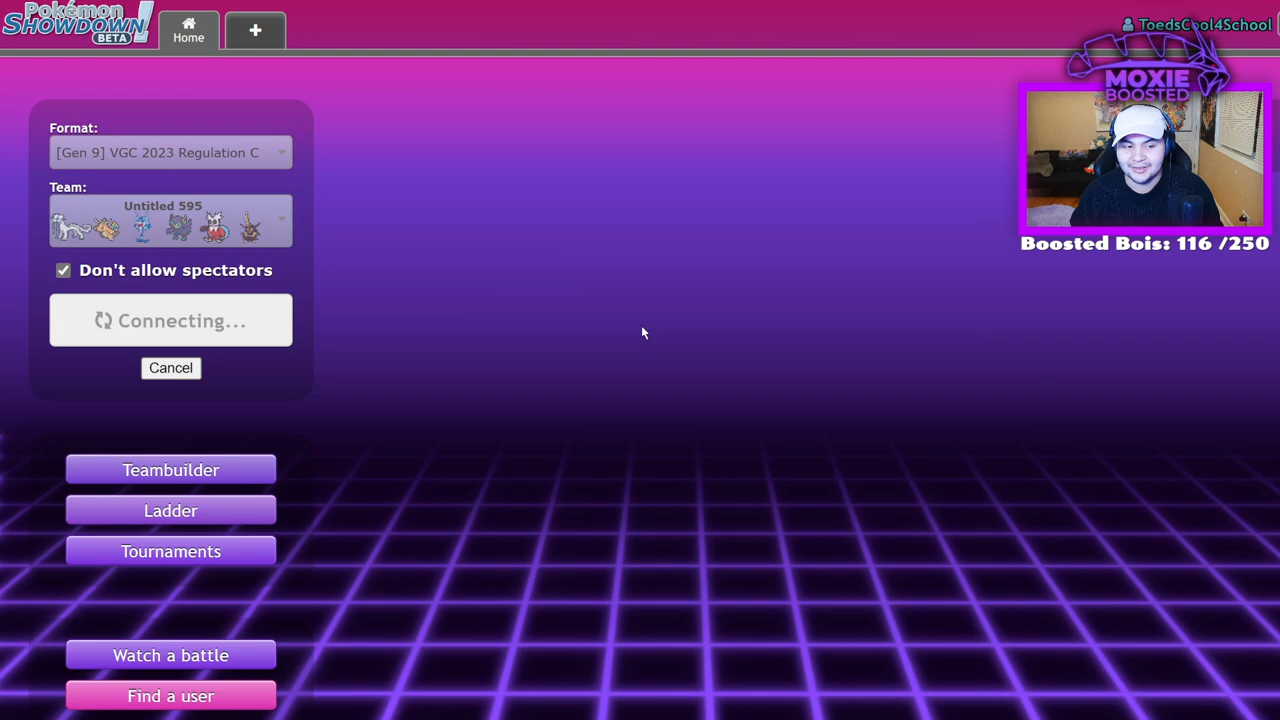 Pokémon
SHOWDOWN!
BETA
Home
+
ToedsCool4School
MOXIE
BOOSTED
Boosted Bois: 116 /250
Format:
[Gen 9] VGC 2023 Regulation C
Team:
Untitled 595
Don't allow spectators
Connecting...
Cancel
Teambuilder
Ladder
Tournaments
Watch a battle
Find a user